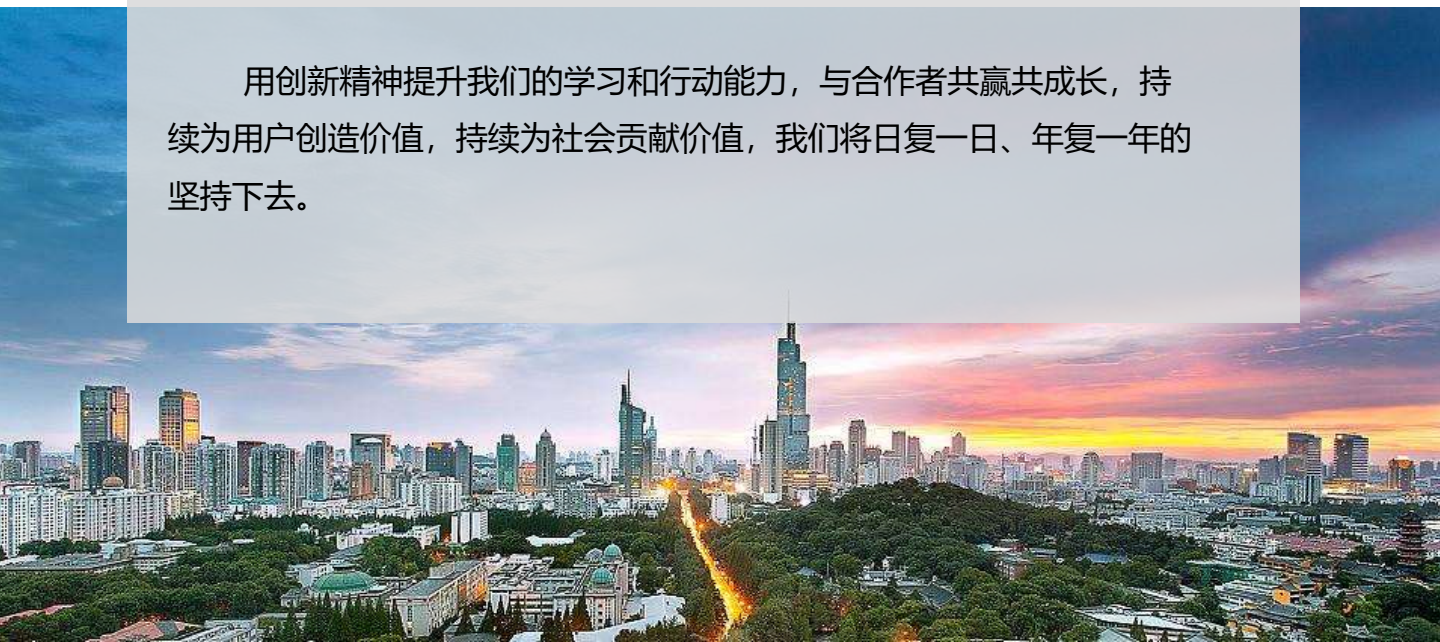 用创新精神提升我们的学习和行动能力，与合作者共赢共成长，持
续为用户创造价值，持续为社会贡献价值，我们将日复一日、年复一年的
坚持下去。